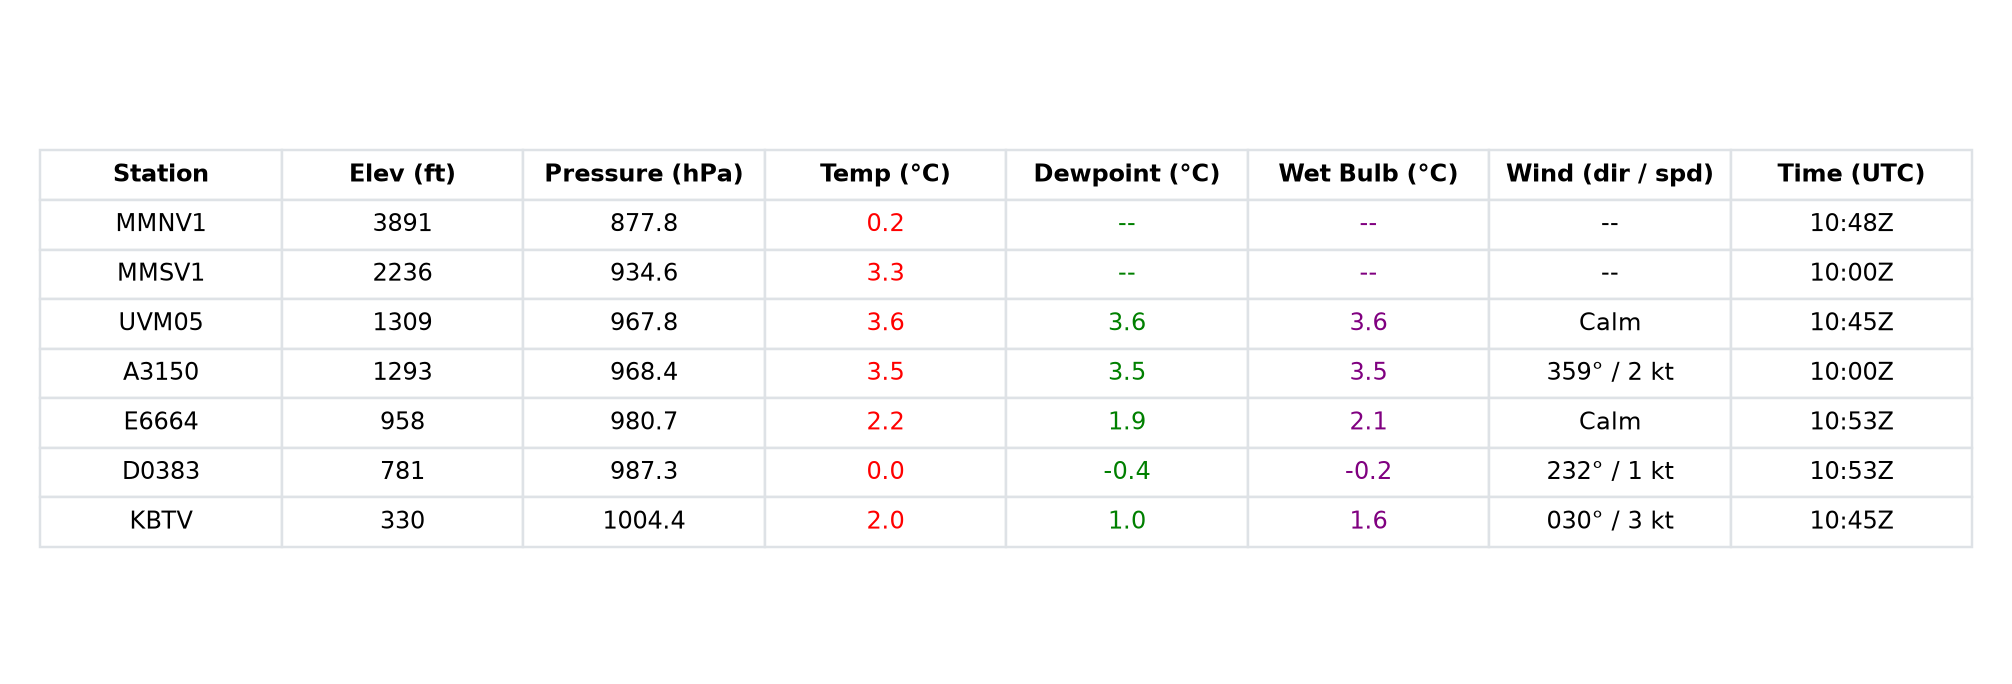 Station Elev (ft) Pressure (hPa) Temp (°C) Dewpoint (°C) Wet Bulb (°C) Wind (dir / spd) Time (UTC)
MMNV1 3891 877.8 0.2 -- -- -- 10:48Z
MMSV1 2236 934.6 3.3 -- -- -- 10:00Z
UVM05 1309 967.8 3.6 3.6 3.6 Calm 10:45Z
A3150 1293 968.4 3.5 3.5 3.5 359° / 2 kt 10:00Z
E6664 958 980.7 2.2 1.9 2.1 Calm 10:53Z
D0383 781 987.3 0.0 -0.4 -0.2 232° / 1 kt 10:53Z
KBTV 330 1004.4 2.0 1.0 1.6 030° / 3 kt 10:45Z